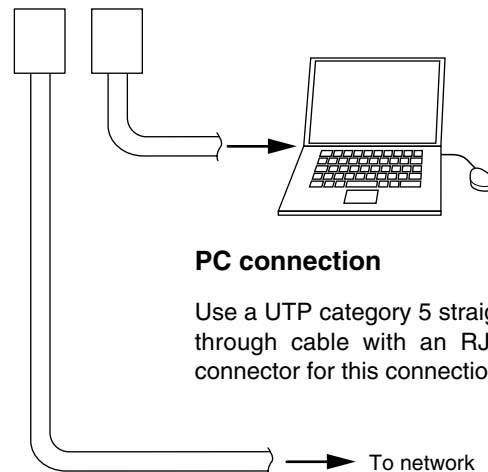 PC connection
Use a UTP category 5 straig
through cable with an RJ
connector for this connectio
To network